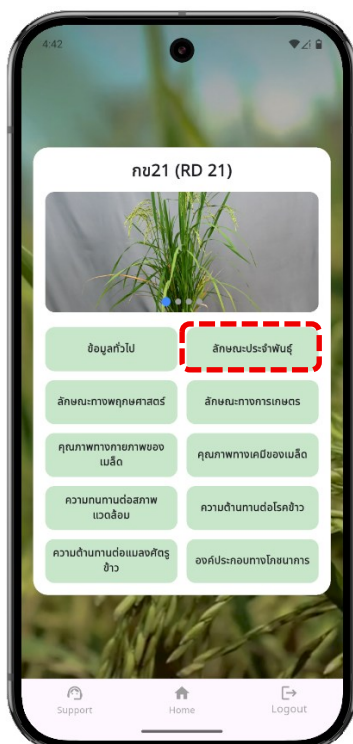 4:42
กข21 (RD 21)
ข้อมูลทั่วไป
ลักษณะประจำพันธุ์
ลักษณะทางพฤกษศาสตร์
ลักษณะทางการเกษตร
คุณภาพทางกายภาพของ
เมล็ด
คุณภาพทางเคมีของเมล็ด
ความทนทานต่อสภาพ
แวดล้อม
ความต้านทานต่อโรคข้าว
ความต้านทานต่อแมลงศัตรู
ข้าว
องค์ประกอบทางโภชนาการ
Support
Home
Logout